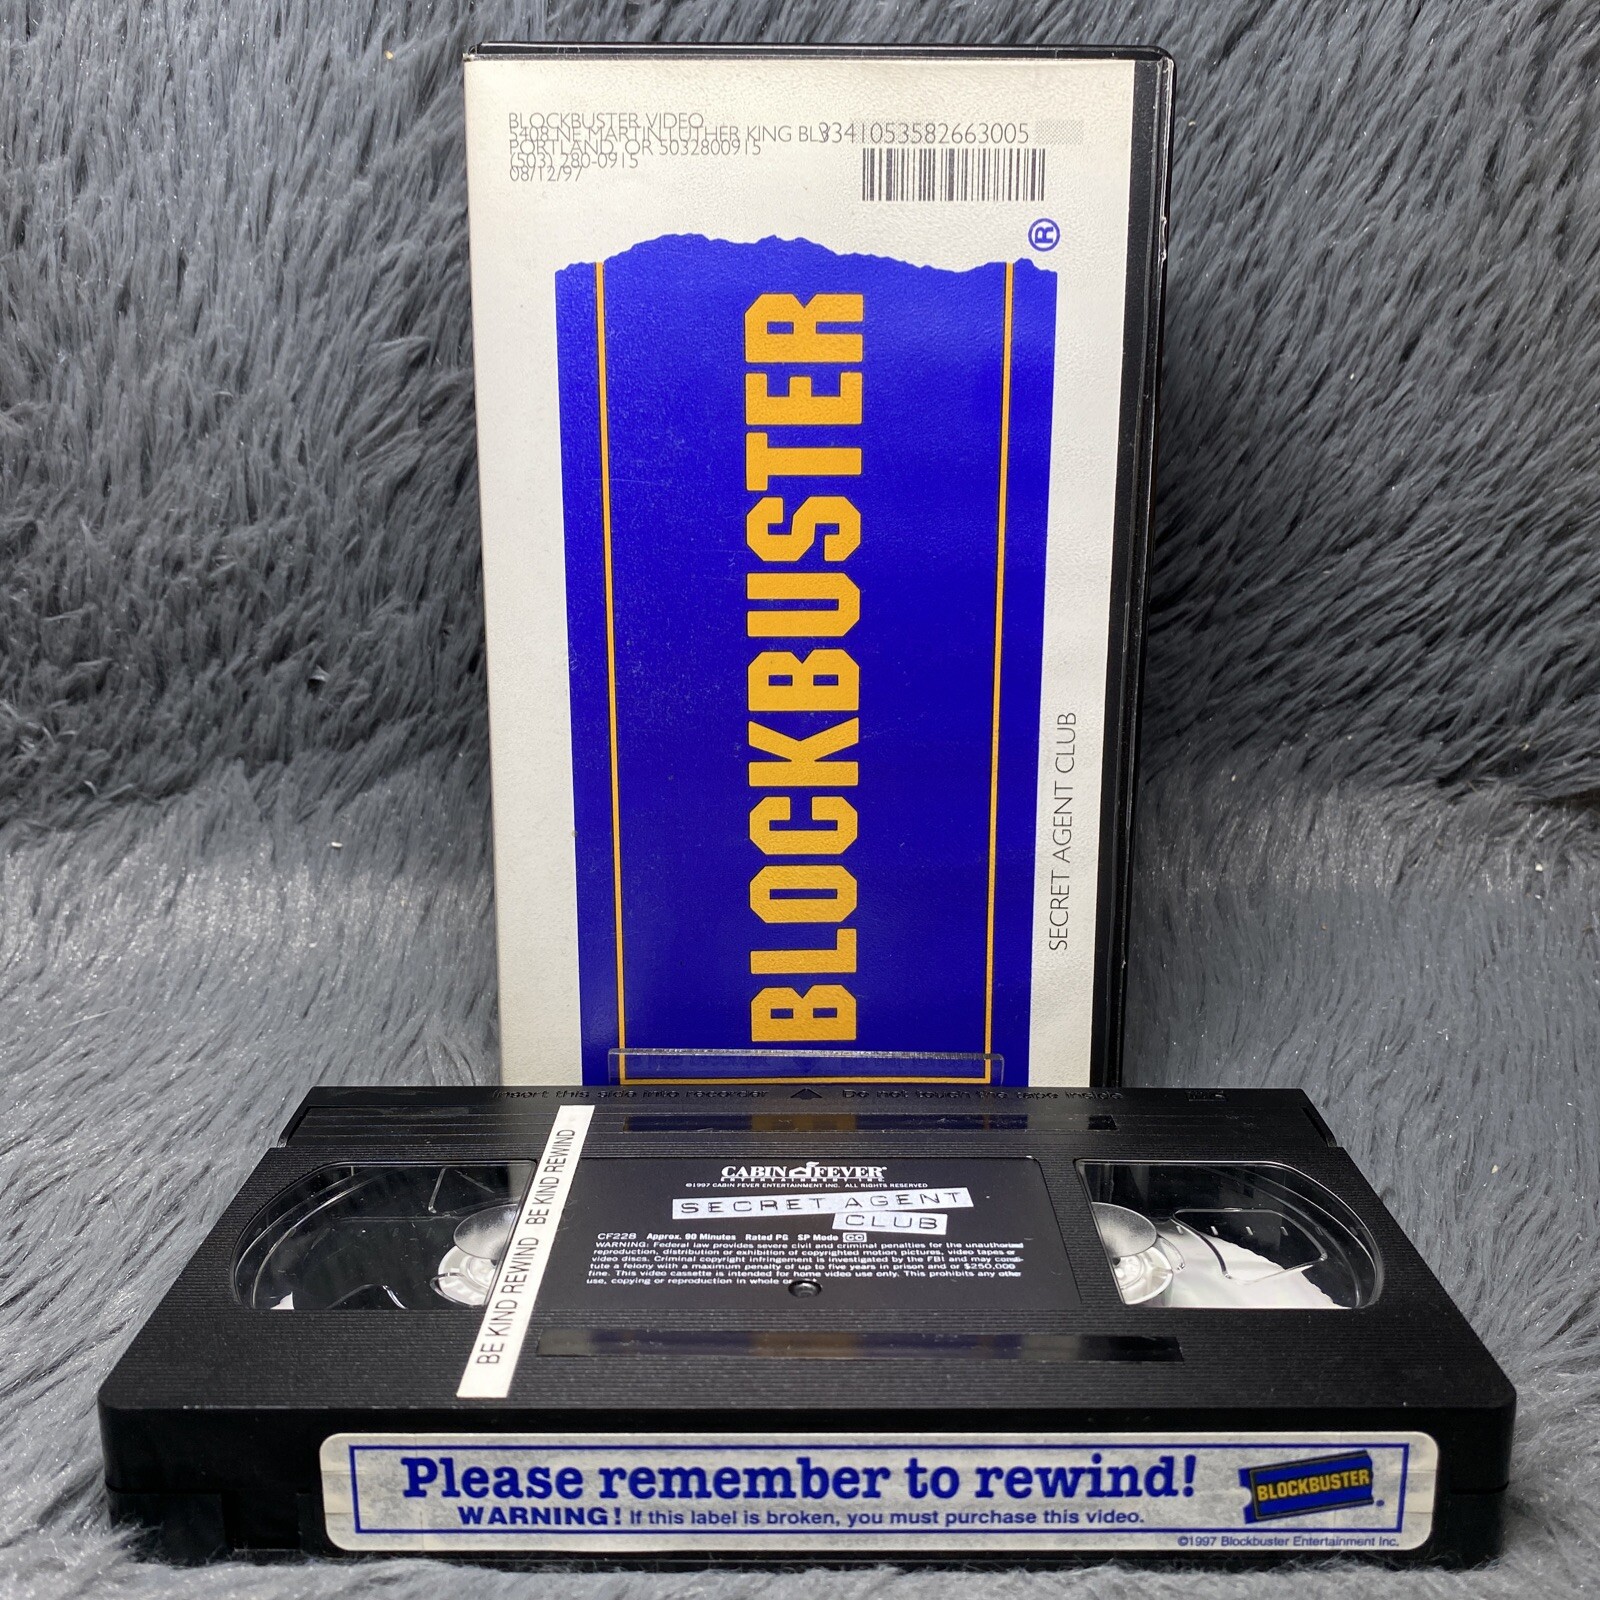 BLOCKBUSTER VIDEO
5408 NE MARTIN LUTHER KING BLV
PORTLAND, OR 5032800915
(503) 280-0915
08/12/97
33410535826​63005
®
BLOCKBUSTER
SECRET AGENT CLUB
Insert this side into recorder
Do not touch the tape inside
VHS
BE KIND REWIND BE KIND REWIND
CABIN FEVER
ENTERTAINMENT INC.
©1997 CABIN FEVER ENTERTAINMENT INC. ALL RIGHTS RESERVED
SECRET AGENT
CLUB
CF228 Approx. 90 Minutes Rated PG SP Mode CC
WARNING: Federal law provides severe civil and criminal penalties for the unauthorized
reproduction, distribution or exhibition of copyrighted motion pictures, video tapes or
video discs. Criminal copyright infringement is investigated by the FBI and may consti-
tute a felony with a maximum penalty of up to five years in prison and or $250,000
fine. This video cassette is intended for home video use only. This prohibits any other
use, copying or reproduction in whole or
Please remember to rewind!
WARNING! If this label is broken, you must purchase this video.
BLOCKBUSTER®
©1997 Blockbuster Entertainment Inc.